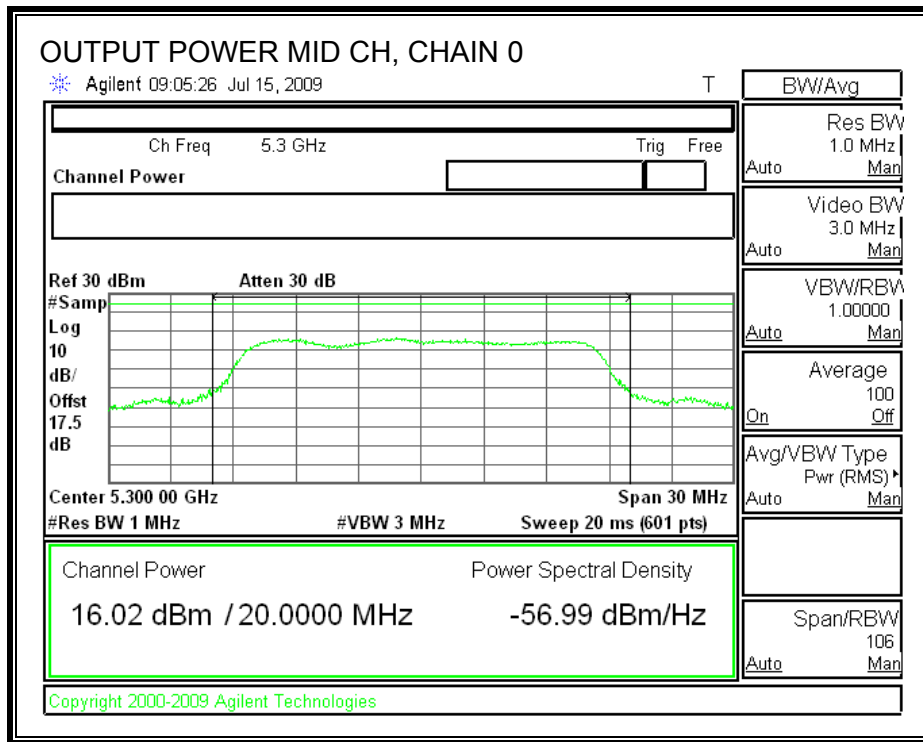 OUTPUT POWER MID CH, CHAIN 0
Agilent 09:05:26 Jul 15, 2009 T
Ch Freq 5.3 GHz Trig Free
Channel Power
Ref 30 dBm Atten 30 dB
#Samp
Log
10
dB/
Offst
17.5
dB
Center 5.300 00 GHz Span 30 MHz
#Res BW 1 MHz #VBW 3 MHz Sweep 20 ms (601 pts)
Channel Power Power Spectral Density
16.02 dBm / 20.0000 MHz -56.99 dBm/Hz
Copyright 2000-2009 Agilent Technologies
BW/Avg
Res BW
1.0 MHz
Auto Man
Video BW
3.0 MHz
Auto Man
VBW/RBW
1.00000
Auto Man
Average
100
On Off
Avg/VBW Type
Pwr (RMS)
Auto Man
Span/RBW
106
Auto Man